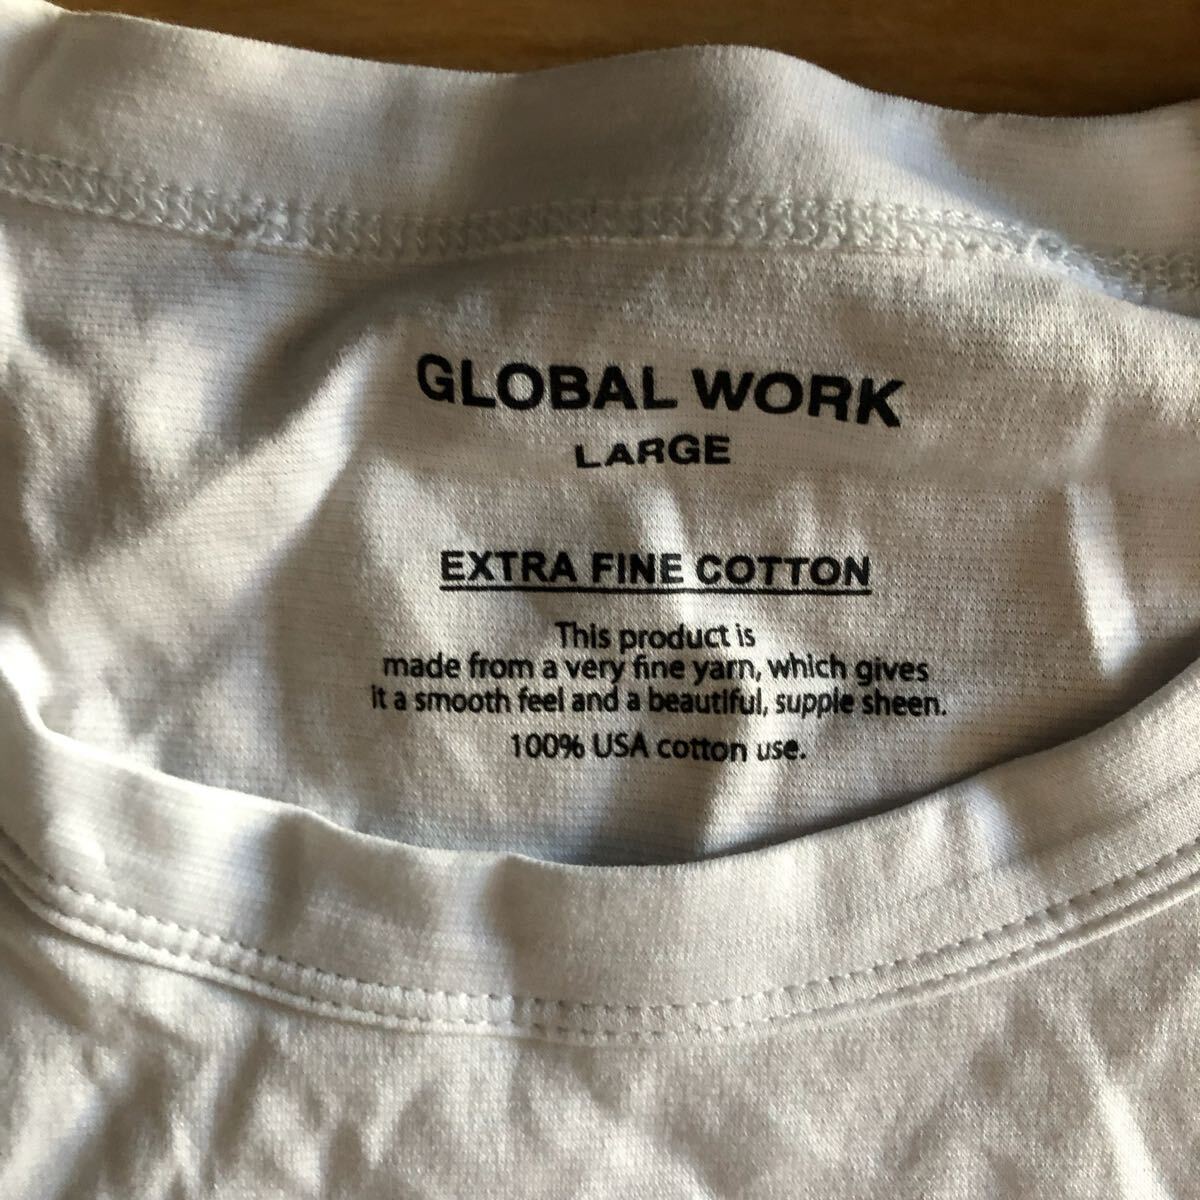 GLOBAL WORK
LARGE
EXTRA FINE COTTON
This product is
made from a very fine yarn, which gives
it a smooth feel and a beautiful, supple sheen.
100% USA cotton use.